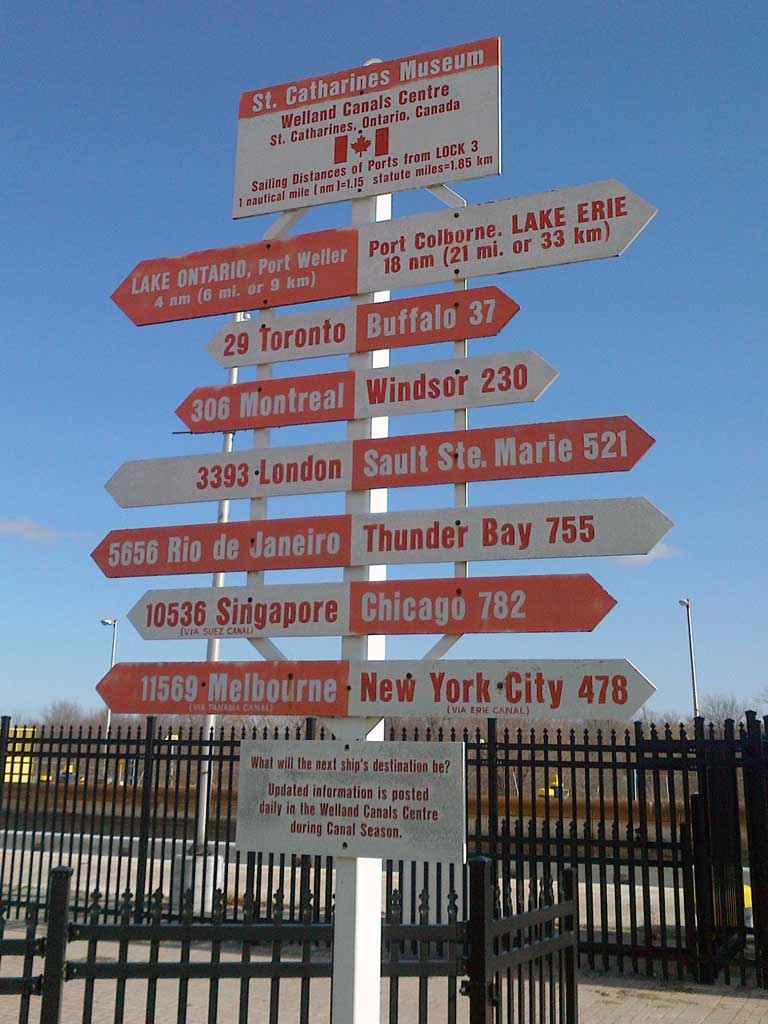 St. Catharines Museum
Welland Canals Centre
St. Catharines, Ontario, Canada
Sailing Distances of Ports from LOCK 3
1 nautical mile (nm)=1.15 statute miles=1.85 km
LAKE ONTARIO, Port Weller
4 nm (6 mi. or 9 km)
Port Colborne. LAKE ERIE
18 nm (21 mi. or 33 km)
29 Toronto
Buffalo 37
306 Montreal
Windsor 230
3393 London
Sault Ste. Marie 521
5656 Rio de Janeiro
Thunder Bay 755
10536 Singapore
(VIA SUEZ CANAL)
Chicago 782
11569 Melbourne
(VIA PANAMA CANAL)
New York City 478
(VIA ERIE CANAL)
What will the next ship's destination be?
Updated information is posted
daily in the Welland Canals Centre
during Canal Season.